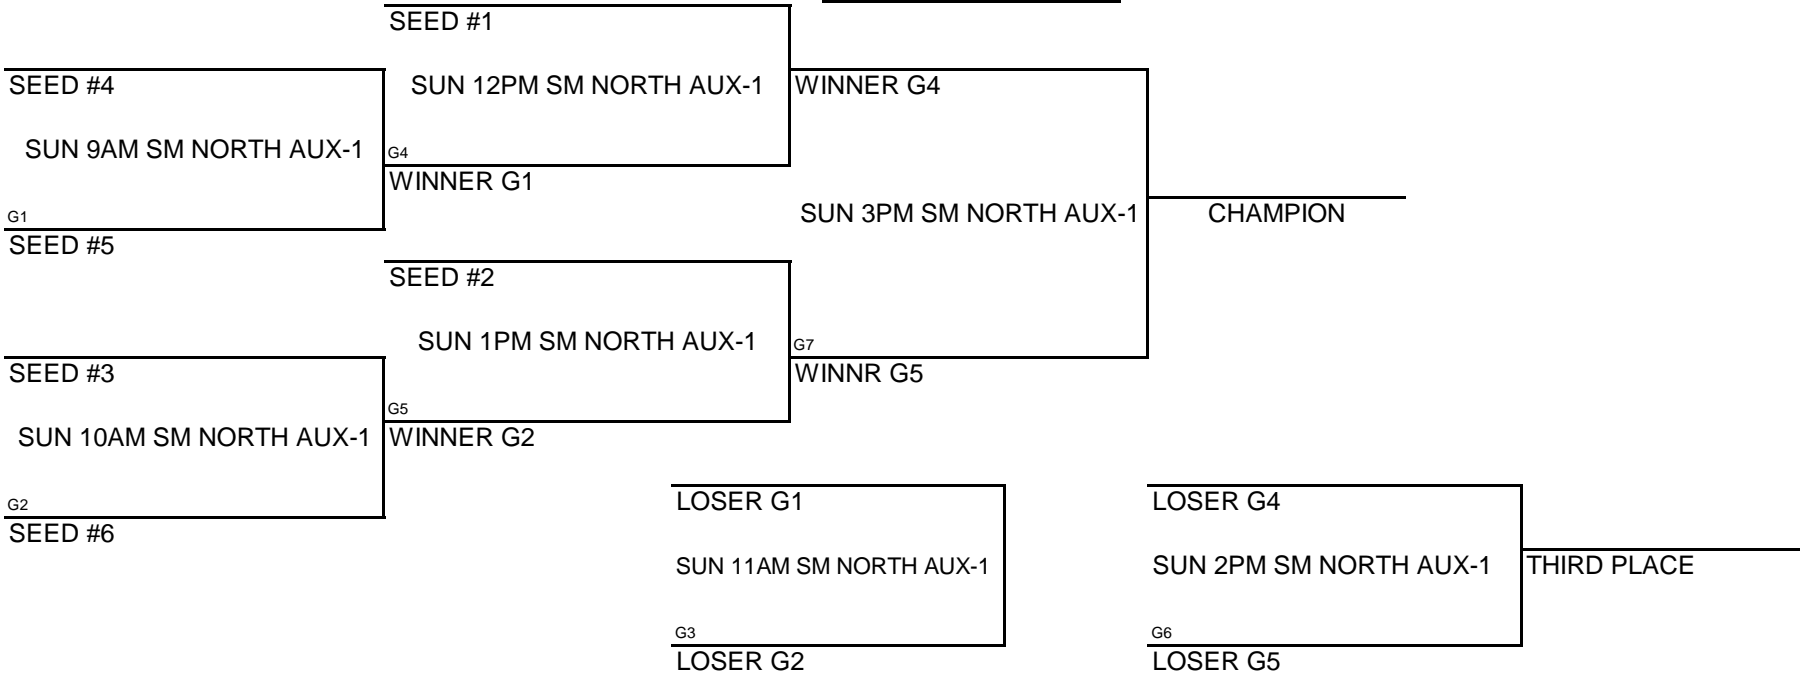 SEED #1
SEED #4
SUN 12PM SM NORTH AUX-1
WINNER G4
SUN 9AM SM NORTH AUX-1
G4
WINNER G1
G1
SUN 3PM SM NORTH AUX-1
CHAMPION
SEED #5
SEED #2
SUN 1PM SM NORTH AUX-1
G7
SEED #3
WINNR G5
G5
SUN 10AM SM NORTH AUX-1
WINNER G2
G2
LOSER G1
LOSER G4
SEED #6
SUN 11AM SM NORTH AUX-1
SUN 2PM SM NORTH AUX-1
THIRD PLACE
G3
G6
LOSER G2
LOSER G5